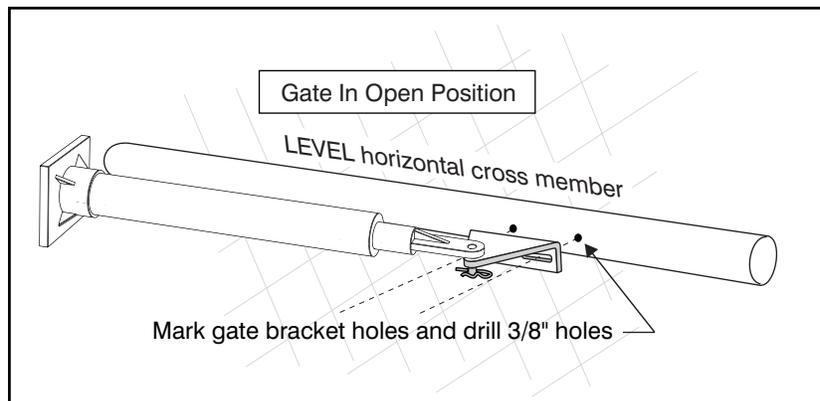 Gate In Open Position
LEVEL horizontal cross member
Mark gate bracket holes and drill 3/8" holes